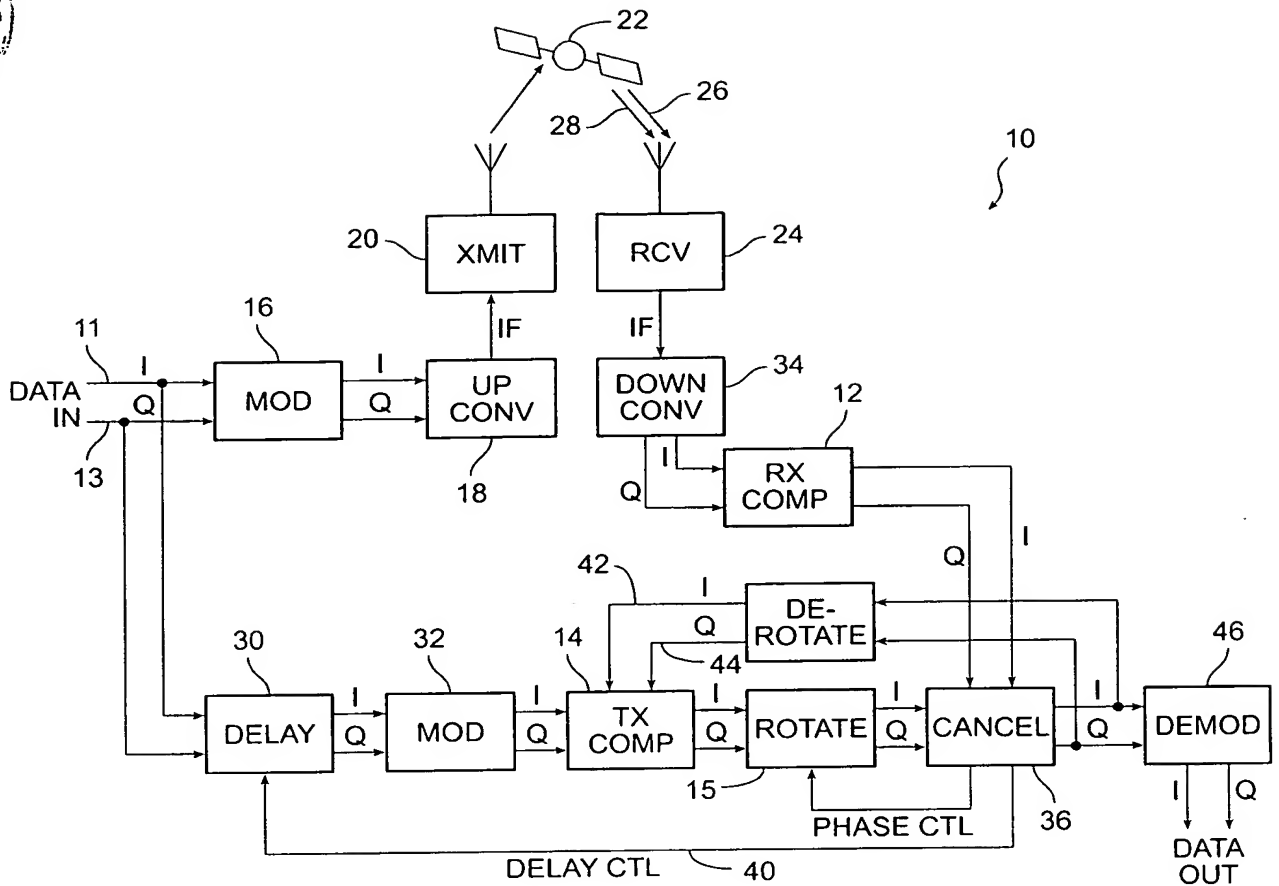 22
26
28
10
20
XMIT
RCV
24
IF
IF
11
16
I
I
DATA
IN
Q
MOD
Q
UP
CONV
DOWN
CONV
34
12
13
18
I
Q
RX
COMP
Q
I
42
I
Q
DE-
ROTATE
44
46
30
32
14
I
Q
DELAY
I
Q
MOD
I
Q
TX
COMP
I
Q
ROTATE
I
Q
CANCEL
I
Q
DEMOD
15
36
PHASE CTL
I
Q
DELAY CTL
40
DATA
OUT